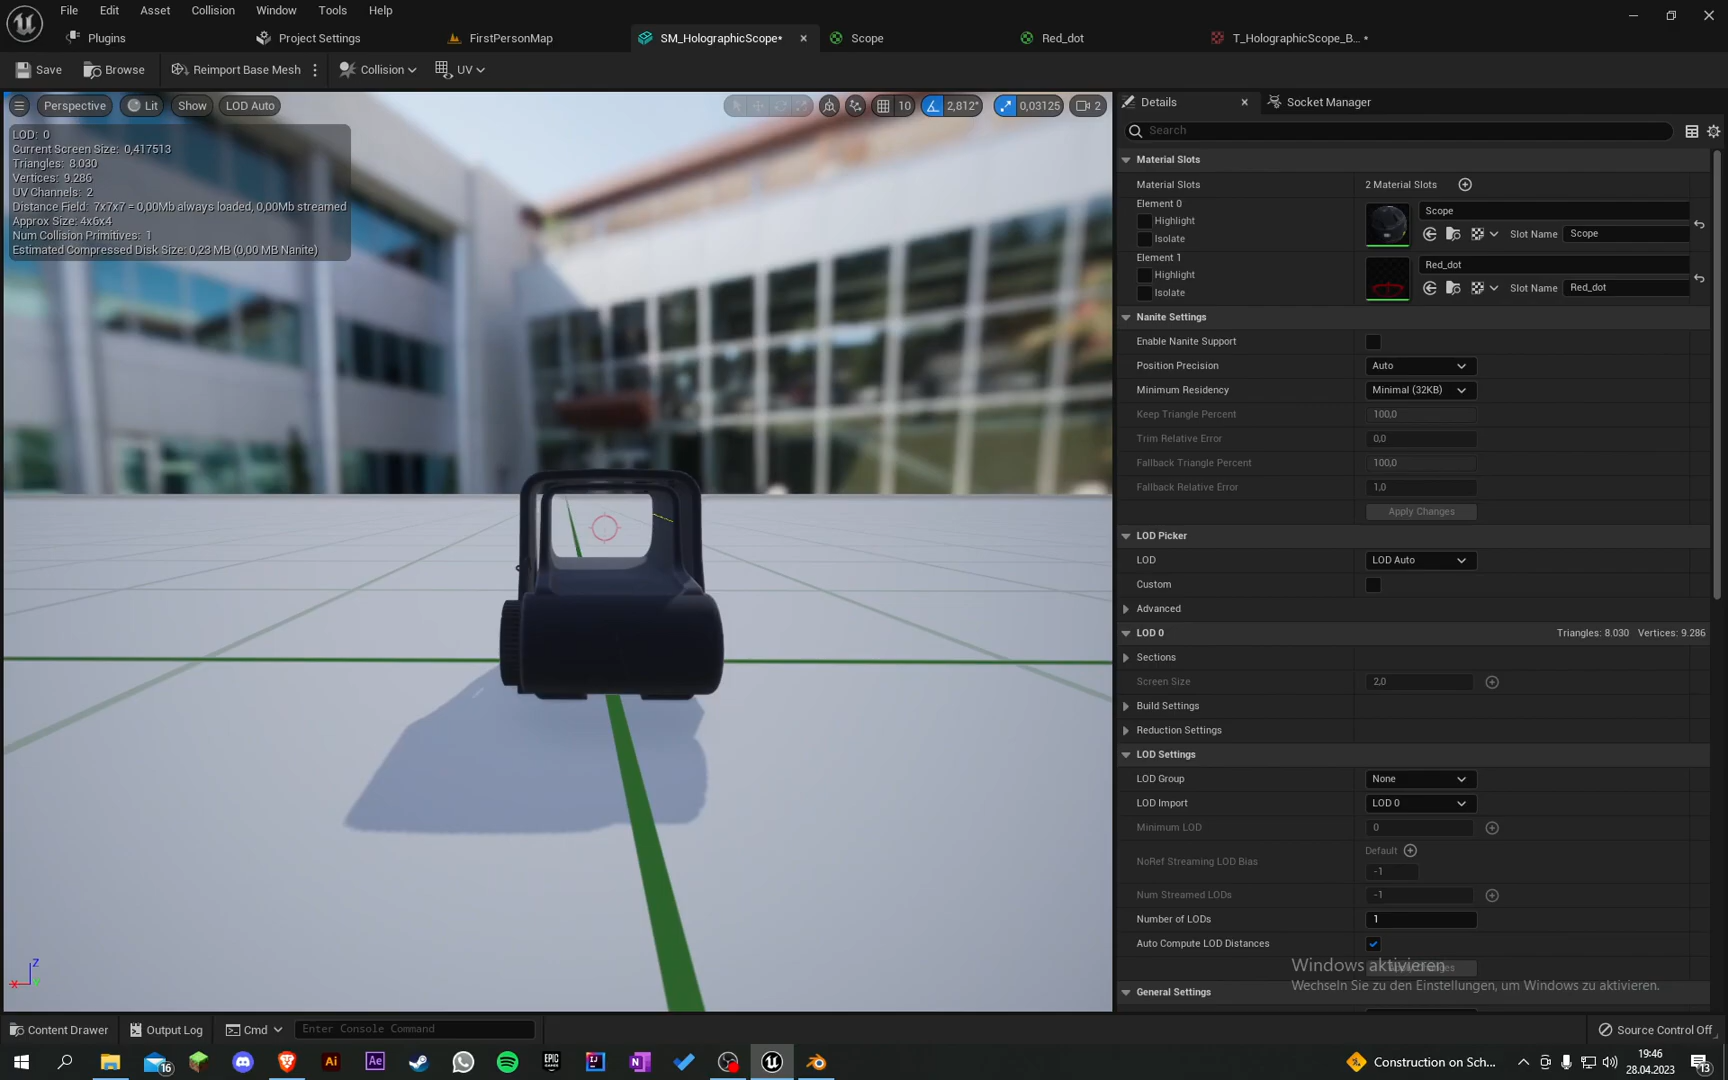 File Edit Asset Collision Window Tools Help
Plugins Project Settings FirstPersonMap SM_HolographicScope* Scope Red_dot T_HolographicScope_B... *
Save Browse Reimport Base Mesh Collision UV
Perspective Lit Show LOD Auto 10 2,812° 0,03125 2
LOD: 0
Current Screen Size: 0,417513
Triangles: 8.030
Vertices: 9.286
UV Channels: 2
Distance Field: 7x7x7 = 0,00Mb always loaded, 0,00Mb streamed
Approx Size: 4x6x4
Num Collision Primitives: 1
Estimated Compressed Disk Size: 0,23 MB (0,00 MB Nanite)
Z
X
Y
Details Socket Manager
Search
Material Slots
Material Slots 2 Material Slots
Element 0
Highlight
Isolate
Scope
Slot Name Scope
Element 1
Highlight
Isolate
Red_dot
Slot Name Red_dot
Nanite Settings
Enable Nanite Support
Position Precision Auto
Minimum Residency Minimal (32KB)
Keep Triangle Percent 100,0
Trim Relative Error 0,0
Fallback Triangle Percent 100,0
Fallback Relative Error 1,0
Apply Changes
LOD Picker
LOD LOD Auto
Custom
Advanced
LOD 0 Triangles: 8.030 Vertices: 9.286
Sections
Screen Size 2,0
Build Settings
Reduction Settings
LOD Settings
LOD Group None
LOD Import LOD 0
Minimum LOD 0
Default
NoRef Streaming LOD Bias
-1
Num Streamed LODs -1
Number of LODs 1
Auto Compute LOD Distances
Windows aktivieren
Wechseln Sie zu den Einstellungen, um Windows zu aktivieren.
General Settings
Content Drawer Output Log Cmd Enter Console Command Source Control Off
16 Ai Ae EPIC GAMES IJ N Construction on Sch... 19:46
28.04.2023 13